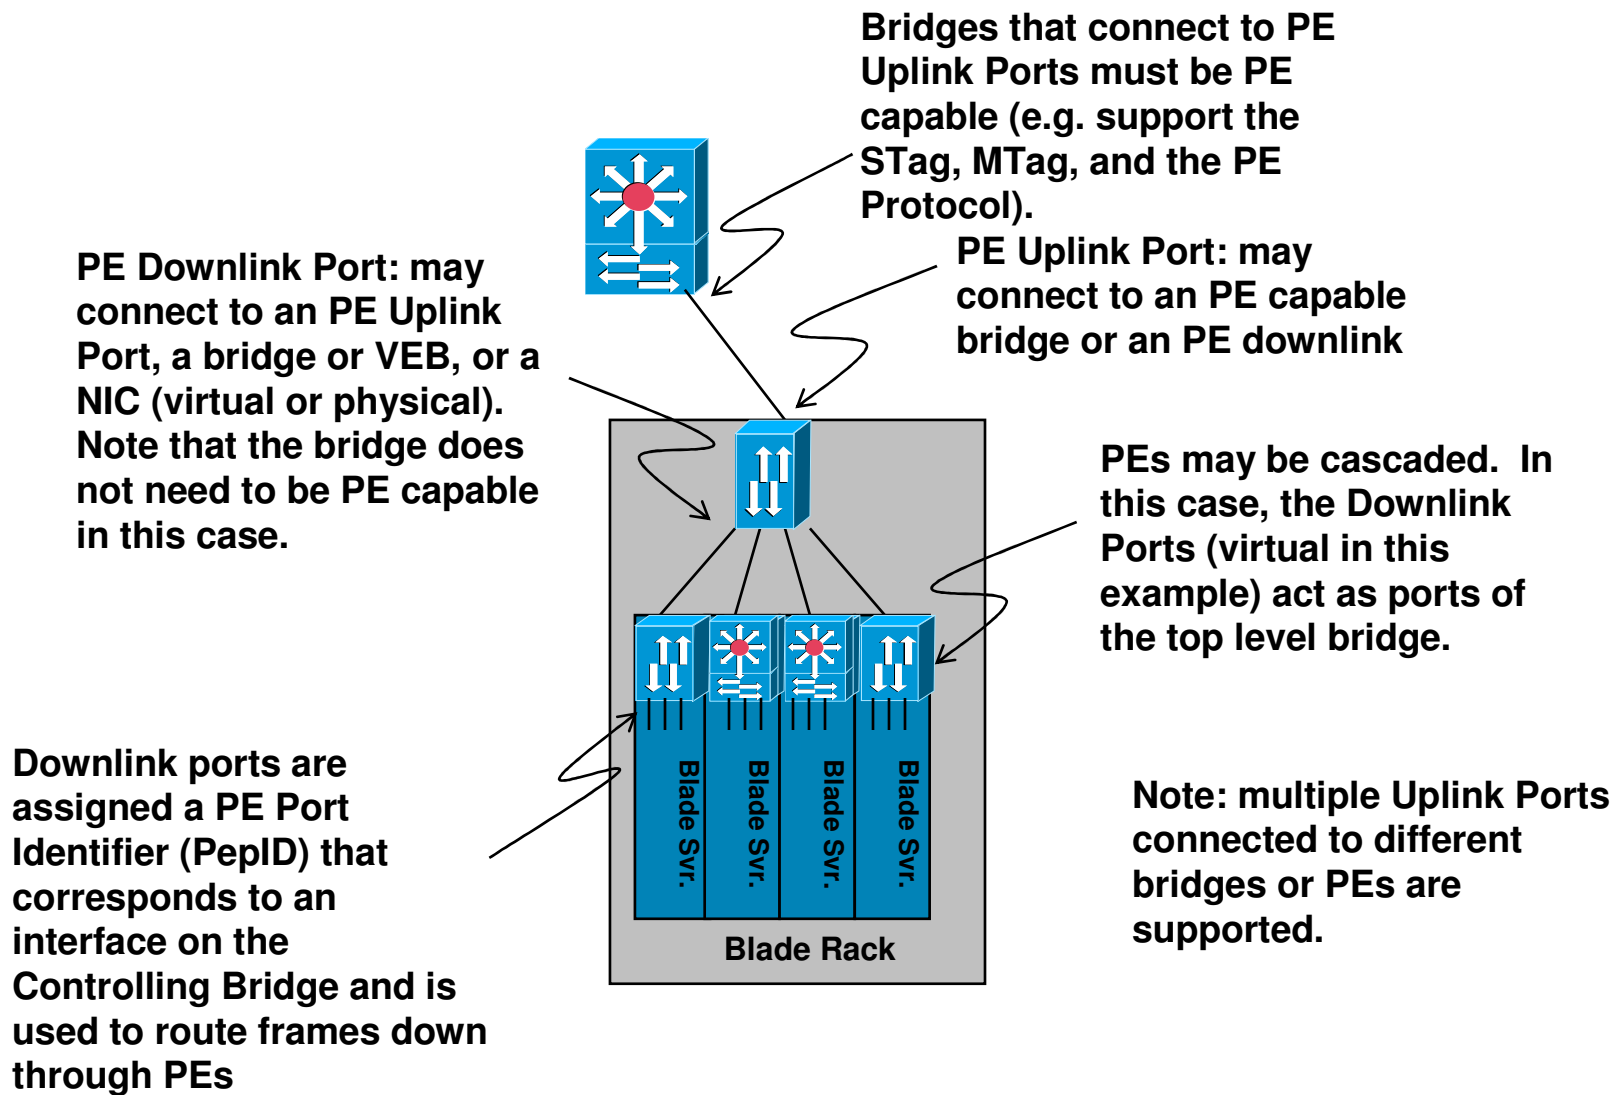 Bridges that connect to PE
Uplink Ports must be PE
capable (e.g. support the
STag, MTag, and the PE
Protocol).
PE Uplink Port: may
connect to an PE capable
bridge or an PE downlink
PE Downlink Port: may
connect to an PE Uplink
Port, a bridge or VEB, or a
NIC (virtual or physical).
Note that the bridge does
not need to be PE capable
in this case.
PEs may be cascaded.  In
this case, the Downlink
Ports (virtual in this
example) act as ports of
the top level bridge.
Downlink ports are
assigned a PE Port
Identifier (PepID) that
corresponds to an
interface on the
Controlling Bridge and is
used to route frames down
through PEs
Blade Svr.
Blade Svr.
Blade Svr.
Blade Svr.
Blade Rack
Note: multiple Uplink Ports
connected to different
bridges or PEs are
supported.